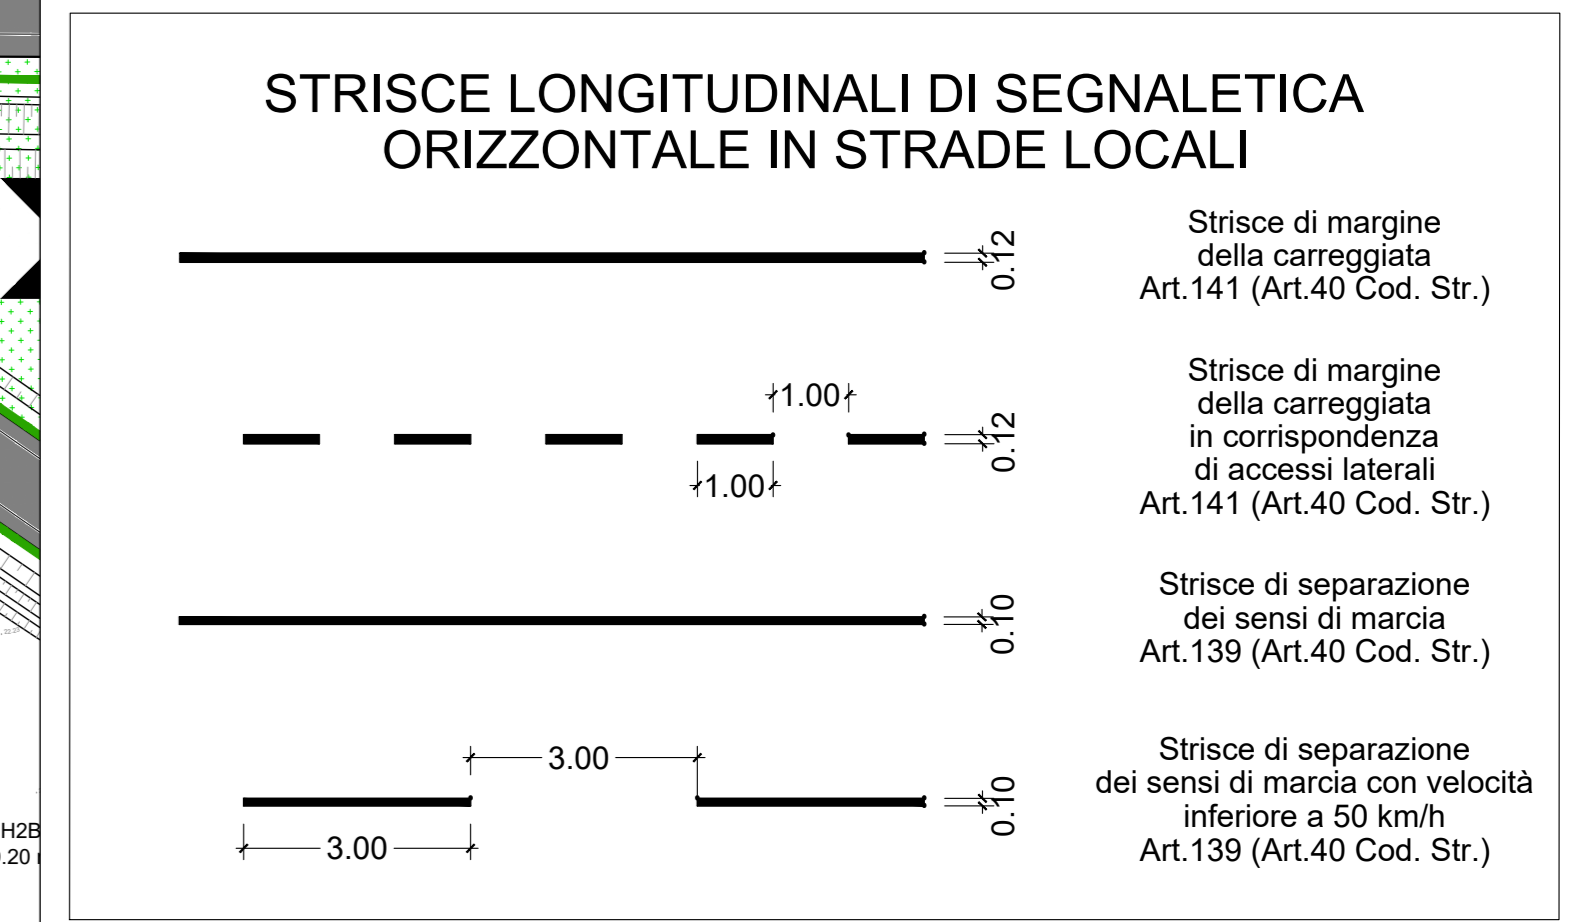 STRISCE LONGITUDINALI DI SEGNALETICA
ORIZZONTALE IN STRADE LOCALI
0.12
Strisce di margine
della carreggiata
Art.141 (Art.40 Cod. Str.)
1.00
1.00
0.12
Strisce di margine
della carreggiata
in corrispondenza
di accessi laterali
Art.141 (Art.40 Cod. Str.)
0.10
Strisce di separazione
dei sensi di marcia
Art.139 (Art.40 Cod. Str.)
3.00
3.00
0.10
Strisce di separazione
dei sensi di marcia con velocità
inferiore a 50 km/h
Art.139 (Art.40 Cod. Str.)
H2B
.20